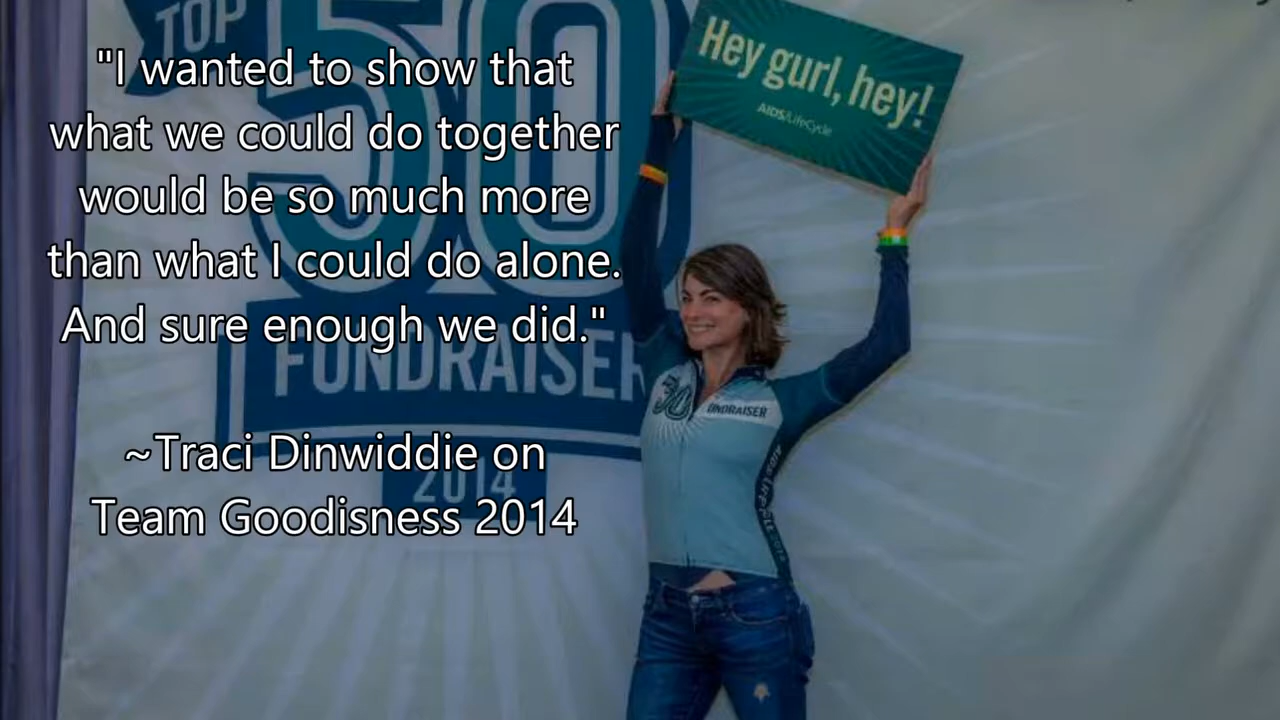 TOP
50
FUNDRAISER
2014
"I wanted to show that
what we could do together
would be so much more
than what I could do alone.
And sure enough we did."
~Traci Dinwiddie on
Team Goodisness 2014
Hey gurl, hey!
AIDS/LifeCycle
50
FUNDRAISER